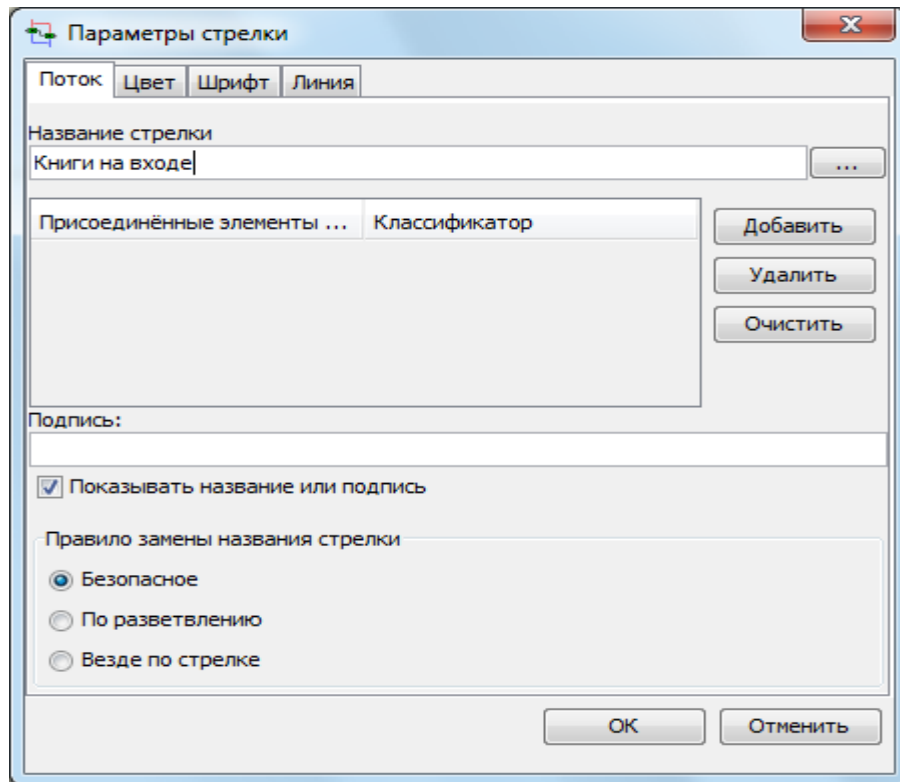 Параметры стрелки
Поток Цвет Шрифт Линия
Название стрелки
Книги на входе ...
Присоединённые элементы ... Классификатор
Добавить
Удалить
Очистить
Подпись:
Показывать название или подпись
Правило замены названия стрелки
Безопасное
По разветвлению
Везде по стрелке
OK Отменить